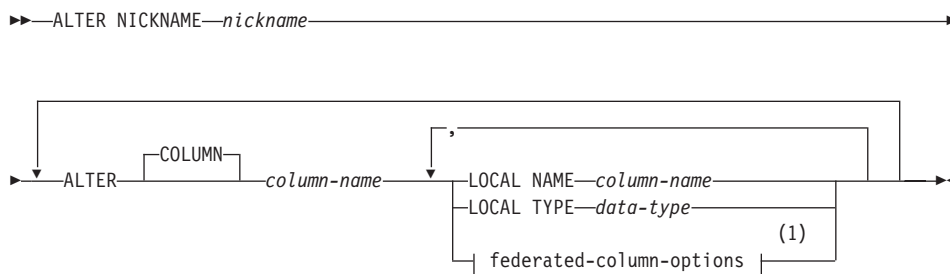 ALTER NICKNAME nickname
,
COLUMN
ALTER column-name LOCAL NAME column-name
LOCAL TYPE data-type
(1)
federated-column-options